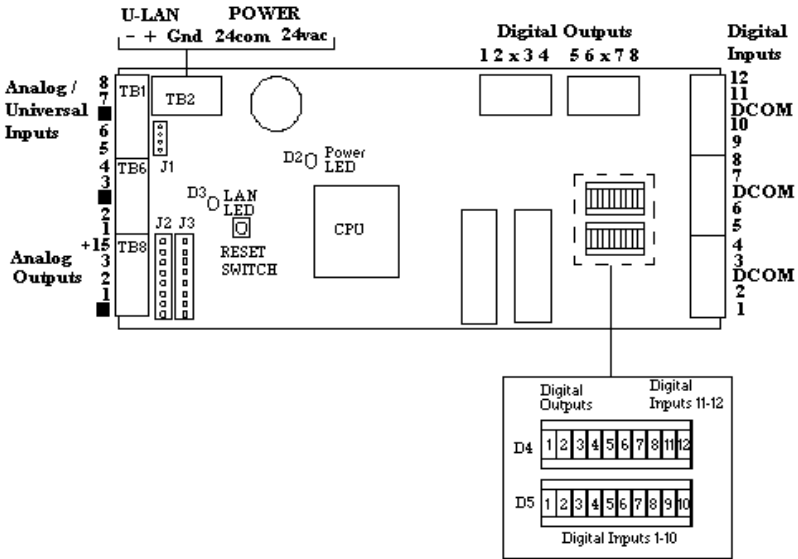 U-LAN POWER
- + Gnd 24com 24vac
Digital Outputs
1 2 x 3 4 5 6 x 7 8
Digital
Inputs
Analog /
Universal
Inputs
8
7
6
5
4
3
2
1
+15
3
2
1
Analog
Outputs
TB1
TB2
J1
TB6
TB8
J2 J3
D2 Power
LED
D3 LAN
LED
RESET
SWITCH
CPU
12
11
DCOM
10
9
8
7
DCOM
6
5
4
3
DCOM
2
1
Digital
Outputs
Digital
Inputs 11-12
D4 1 2 3 4 5 6 7 8 11 12
D5 1 2 3 4 5 6 7 8 9 10
Digital Inputs 1-10